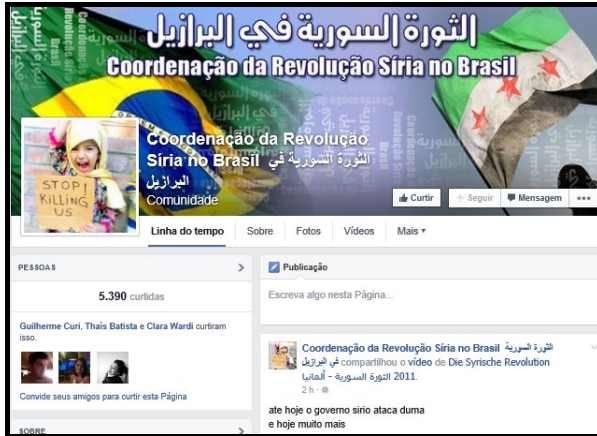 الثورة السورية في البرازيل
Coordenação da Revolução Síria no Brasil
STOP!
KILLING
US
Coordenação da Revolução
Síria no Brasil الثورة السورية في
البرازيل
Comunidade
Curtir
Seguir
Mensagem
Linha do tempo
Sobre
Fotos
Vídeos
Mais
PESSOAS
5.390 curtidas
Guilherme Curi, Thais Batista e Clara Wardi curtiram
isso.
Convide seus amigos para curtir esta Página
SOBRE
Publicação
Escreva algo nesta Página...
Coordenação da Revolução Síria no Brasil الثورة السورية
في البرازيل compartilhou o vídeo de Die Syrische Revolution
2011 الثورة السورية - ألمانيا.
2 h
ate hoje o governo sirio ataca duma
e hoje muito mais